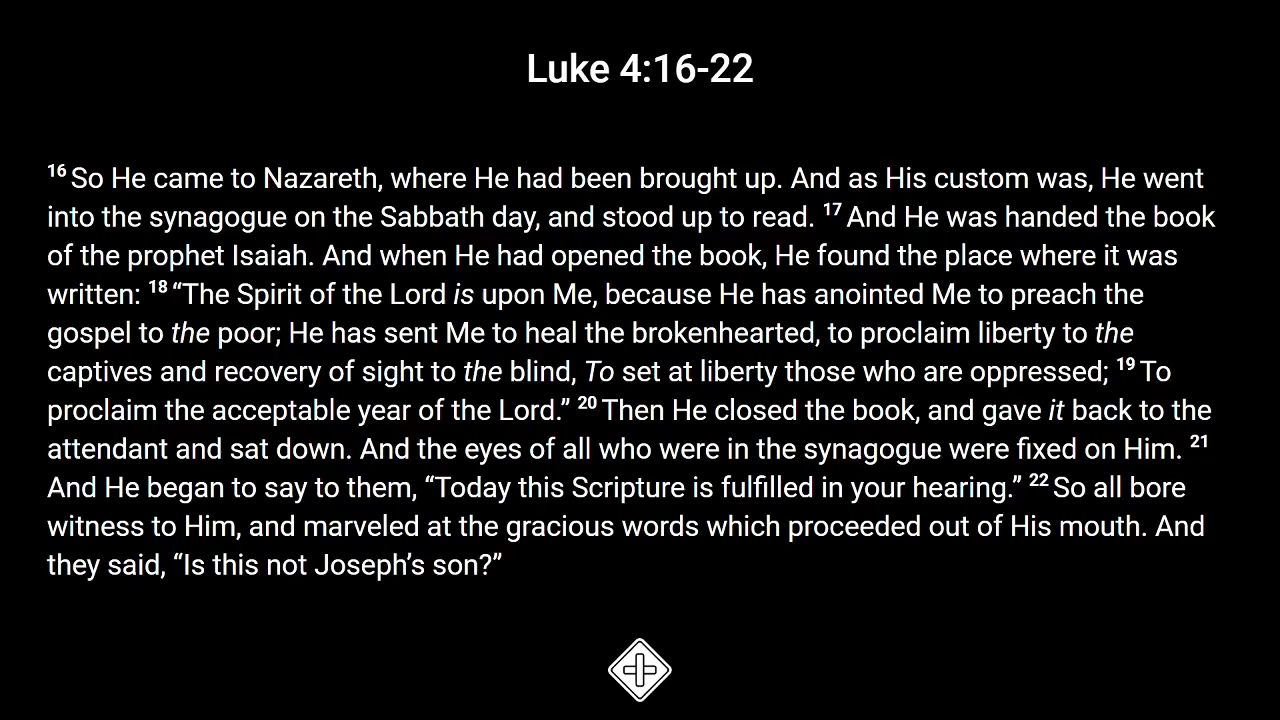 Luke 4:16-22
16 So He came to Nazareth, where He had been brought up. And as His custom was, He went
into the synagogue on the Sabbath day, and stood up to read. 17 And He was handed the book
of the prophet Isaiah. And when He had opened the book, He found the place where it was
written: 18 “The Spirit of the Lord is upon Me, because He has anointed Me to preach the
gospel to the poor; He has sent Me to heal the brokenhearted, to proclaim liberty to the
captives and recovery of sight to the blind, To set at liberty those who are oppressed; 19 To
proclaim the acceptable year of the Lord.” 20 Then He closed the book, and gave it back to the
attendant and sat down. And the eyes of all who were in the synagogue were fixed on Him. 21
And He began to say to them, “Today this Scripture is fulfilled in your hearing.” 22 So all bore
witness to Him, and marveled at the gracious words which proceeded out of His mouth. And
they said, “Is this not Joseph’s son?”